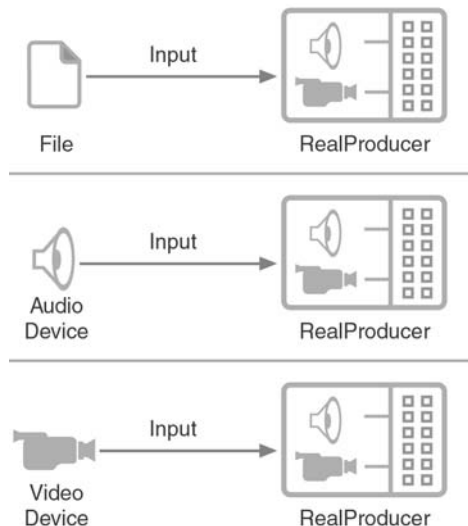 Input
File
RealProducer
Input
Audio
Device
RealProducer
Input
Video
Device
RealProducer